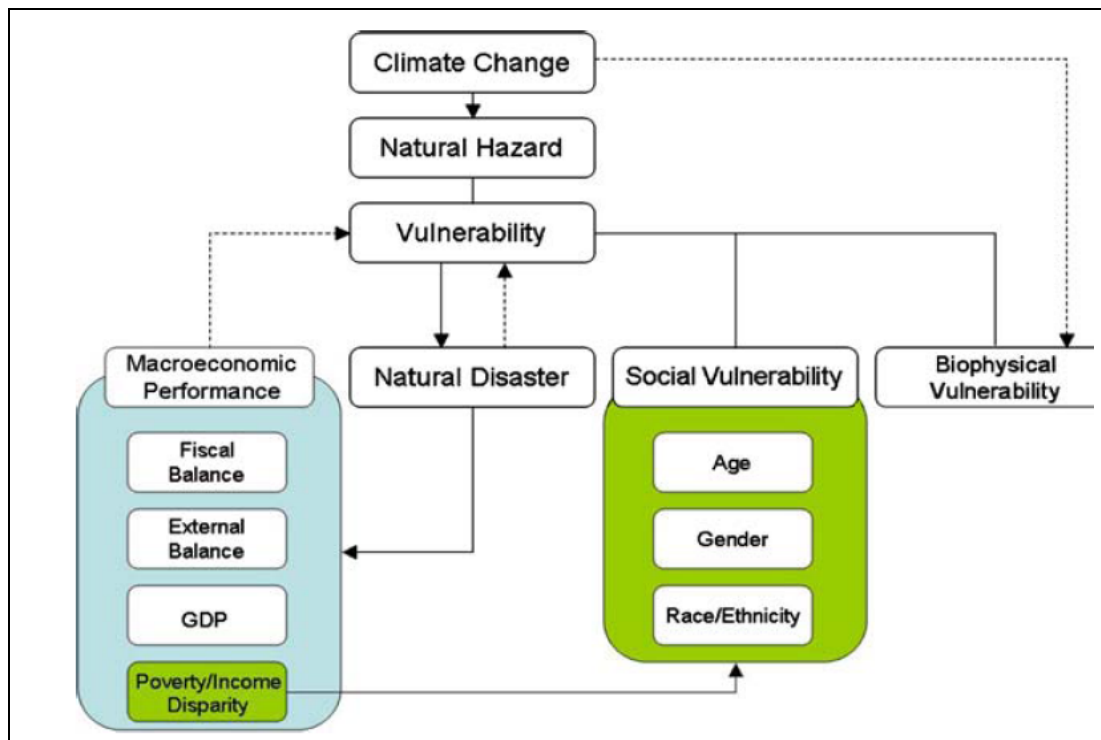 Climate Change
Natural Hazard
Vulnerability
Macroeconomic
Performance
Natural Disaster
Social Vulnerability
Biophysical
Vulnerability
Fiscal
Balance
External
Balance
GDP
Poverty/Income
Disparity
Age
Gender
Race/Ethnicity